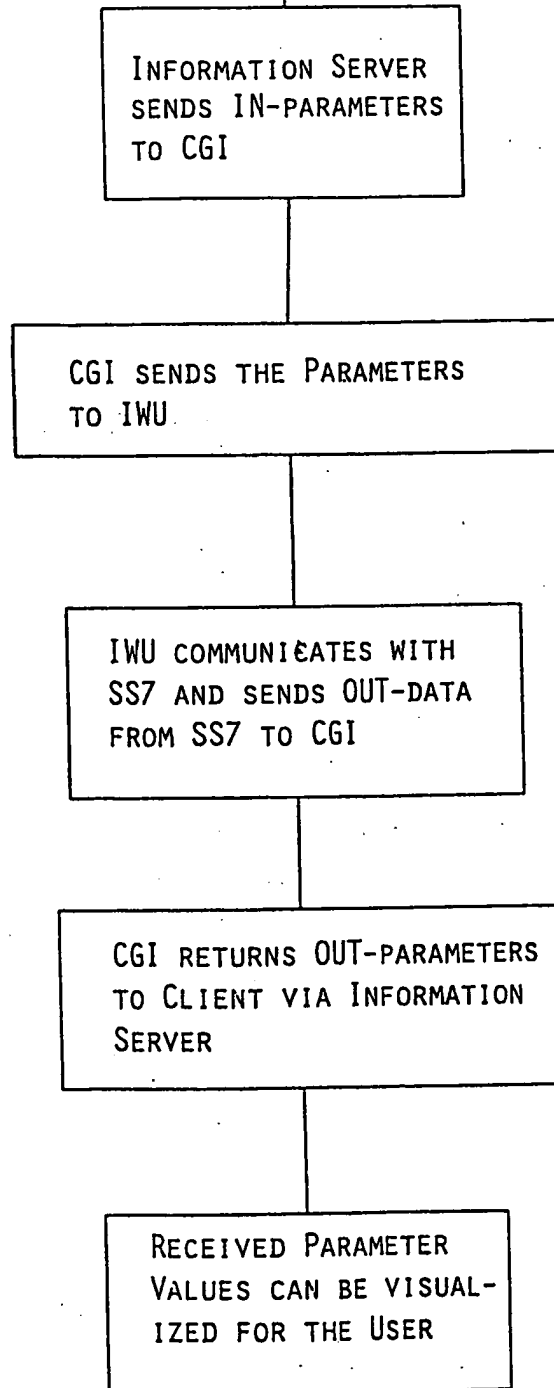 INFORMATION SERVER
SENDS IN-PARAMETERS
TO CGI
CGI SENDS THE PARAMETERS
TO IWU
IWU COMMUNICATES WITH
SS7 AND SENDS OUT-DATA
FROM SS7 TO CGI
CGI RETURNS OUT-PARAMETERS
TO CLIENT VIA INFORMATION
SERVER
RECEIVED PARAMETER
VALUES CAN BE VISUAL-
IZED FOR THE USER